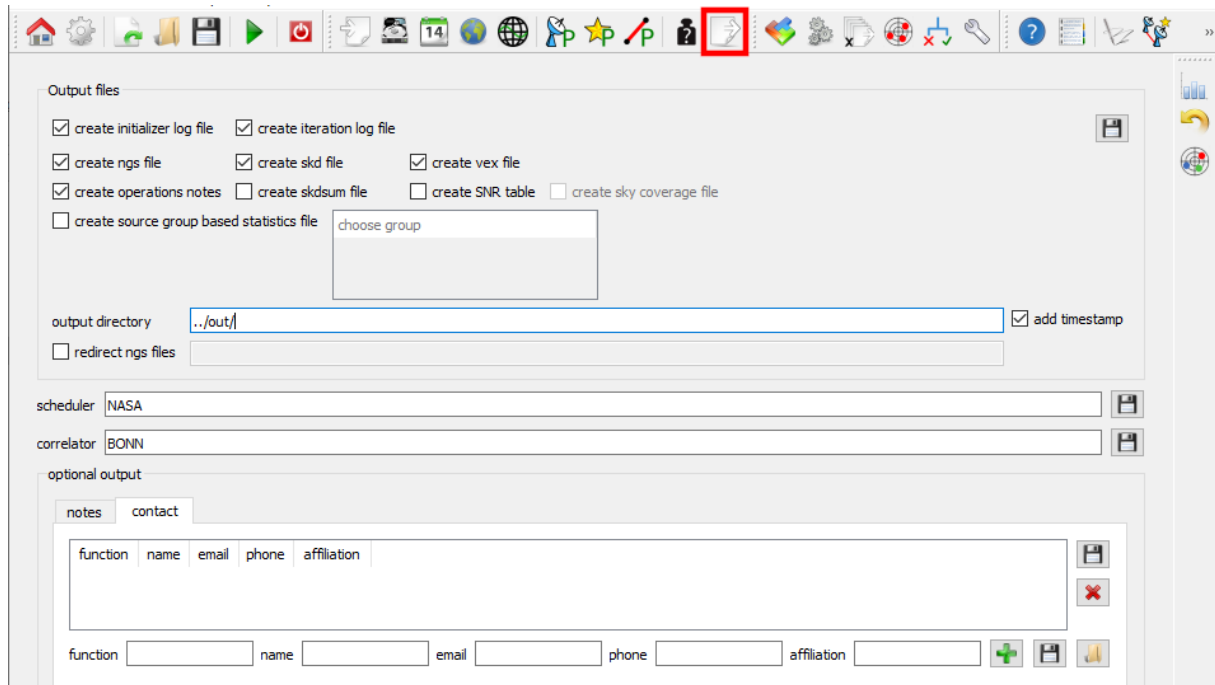 14
P P P
?
x x
?
»
Output files
create initializer log file create iteration log file
create ngs file create skd file create vex file
create operations notes create skdsum file create SNR table create sky coverage file
create source group based statistics file choose group
output directory ../out/ add timestamp
redirect ngs files
scheduler NASA
correlator BONN
optional output
notes contact
function name email phone affiliation
function name email phone affiliation